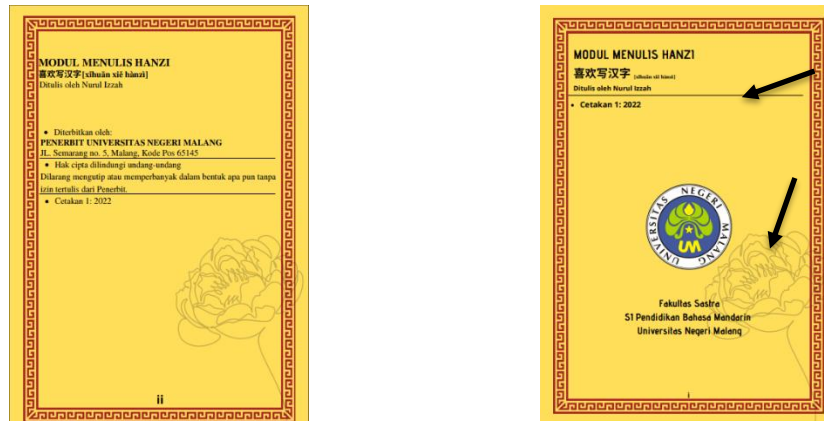 MODUL MENULIS HANZI
喜欢写汉字[xǐhuān xiě hànzì]
Ditulis oleh Nurul Izzah
• Diterbitkan oleh:
PENERBIT UNIVERSITAS NEGERI MALANG
JL. Semarang no. 5, Malang, Kode Pos 65145
• Hak cipta dilindungi undang-undang
Dilarang mengutip atau memperbanyak dalam bentuk apa pun tanpa
izin tertulis dari Penerbit.
• Cetakan 1: 2022
ii
MODUL MENULIS HANZI
喜欢写汉字 [xǐhuān xiě hànzì]
Ditulis oleh Nurul Izzah
• Cetakan 1: 2022
UNIVERSITAS NEGERI MALANG
UM
Fakultas Sastra
S1 Pendidikan Bahasa Mandarin
Universitas Negeri Malang
i